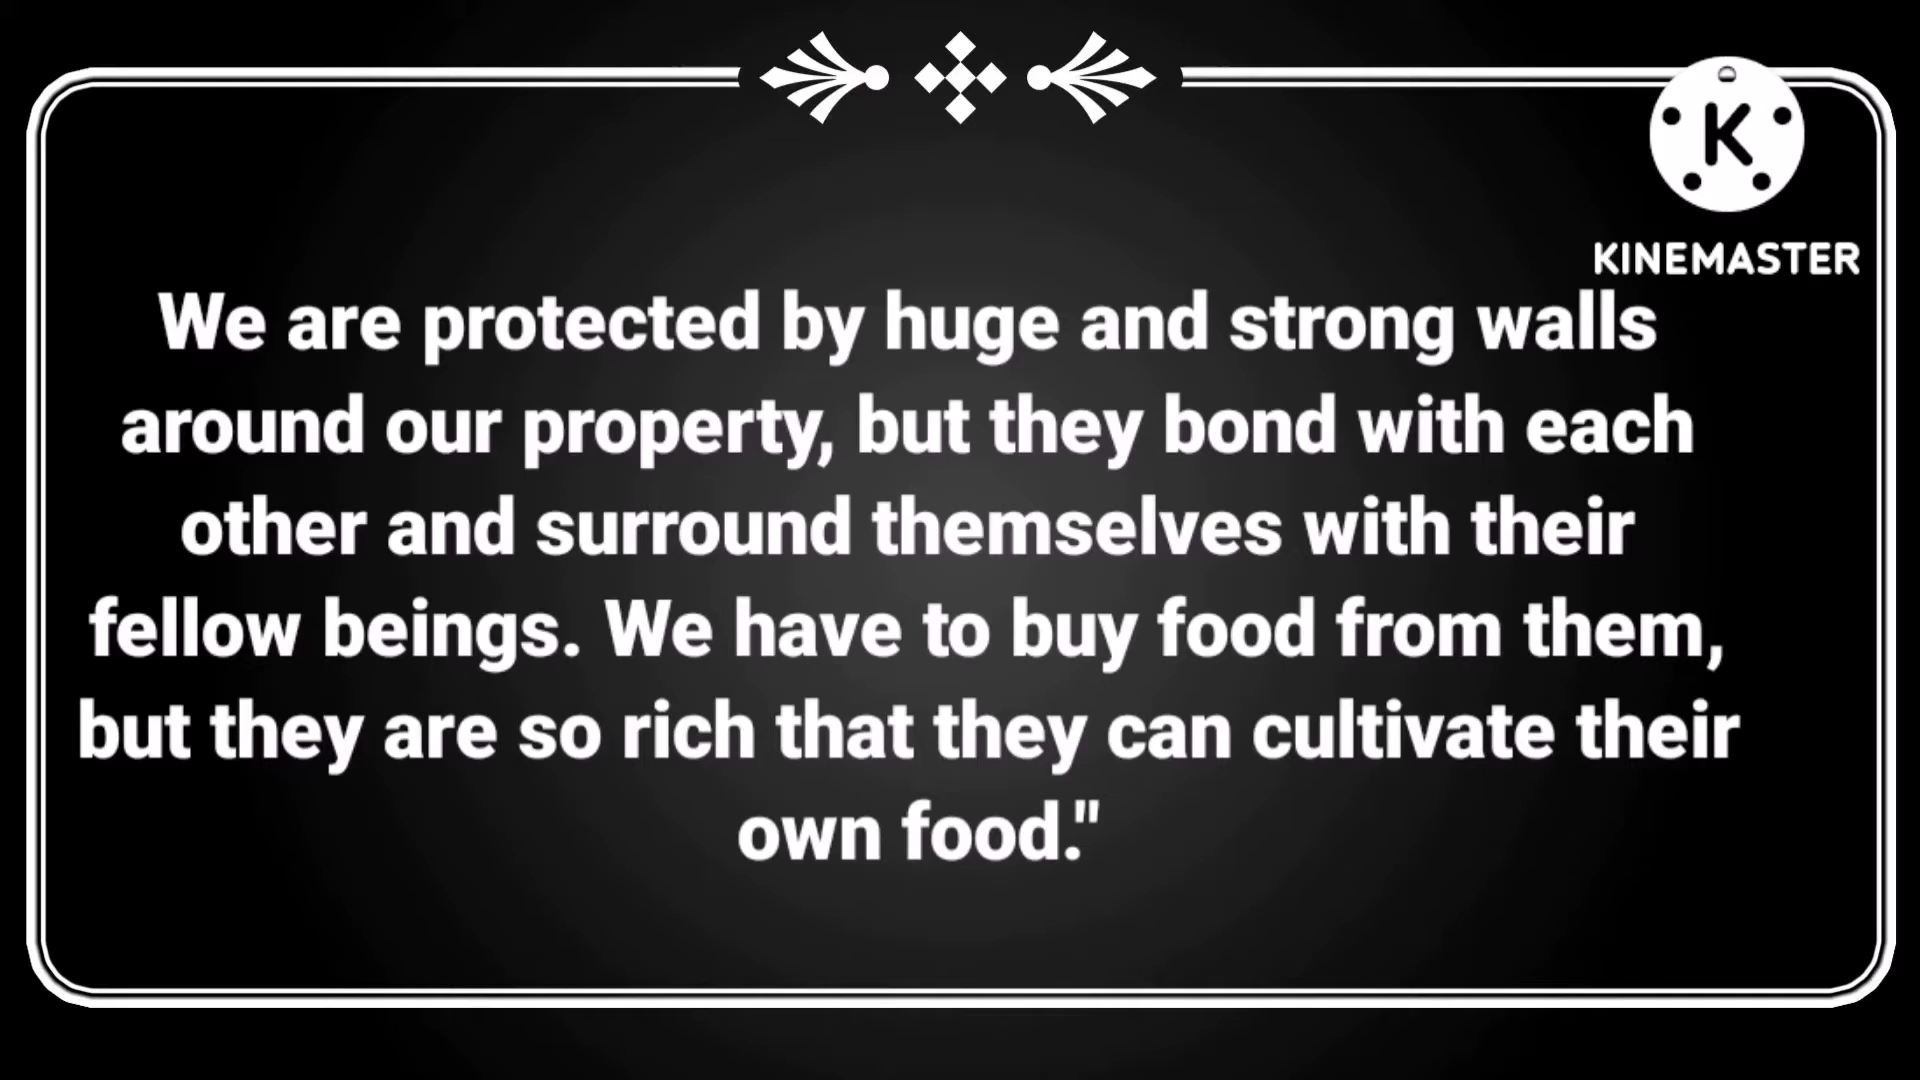 K
KINEMASTER
We are protected by huge and strong walls
around our property, but they bond with each
other and surround themselves with their
fellow beings. We have to buy food from them,
but they are so rich that they can cultivate their
own food."